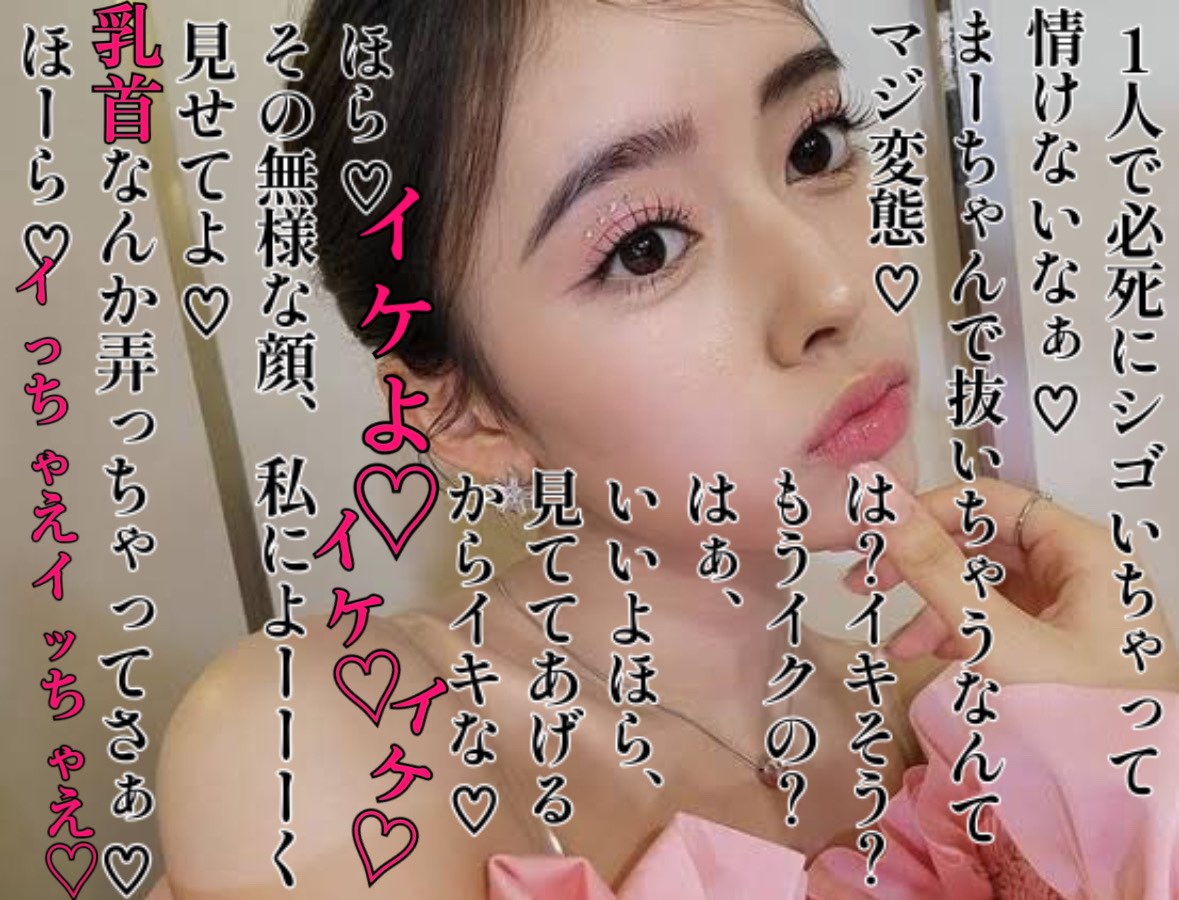 1人で必死にシゴいちゃって
情けないなぁ♡
まーちゃんで抜いちゃうなんて
マジ変態♡
は？イキそう？
もうイクの？
はぁ、
いいよほら、
見ててあげる
からイキな♡
ほら♡イケよ♡
イケ♡イケ♡
その無様な顔、私によーーーく
見せてよ♡
乳首なんか弄っちゃってさぁ♡
ほーら♡イっちゃえイッちゃえ♡